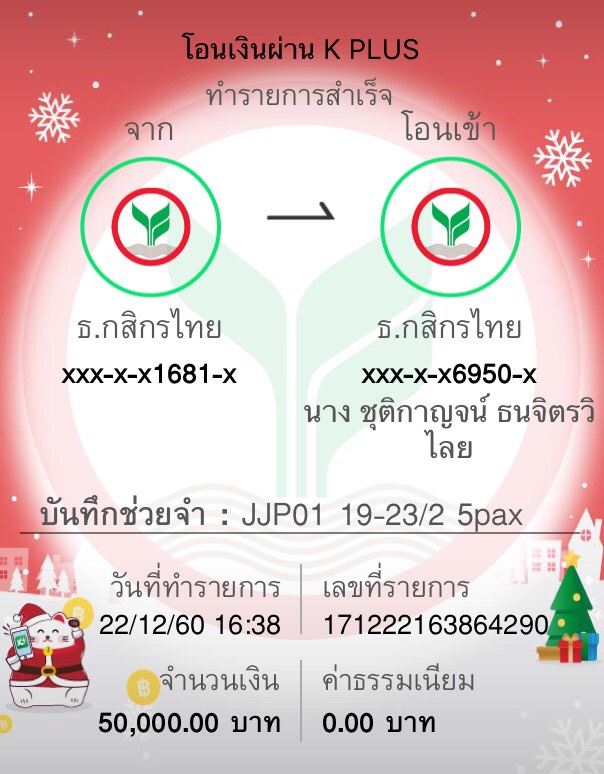 โอนเงินผ่าน K PLUS
ทำรายการสำเร็จ
จาก
โอนเข้า
ธ.กสิกรไทย
ธ.กสิกรไทย
xxx-x-x1681-x
xxx-x-x6950-x
นาง ชุติกาญจน์ ธนจิตรวิ
ไลย
บันทึกช่วยจำ : JJP01 19-23/2 5pax
วันที่ทำรายการ
เลขที่รายการ
22/12/60 16:38
171222163864290
จำนวนเงิน
ค่าธรรมเนียม
50,000.00 บาท
0.00 บาท